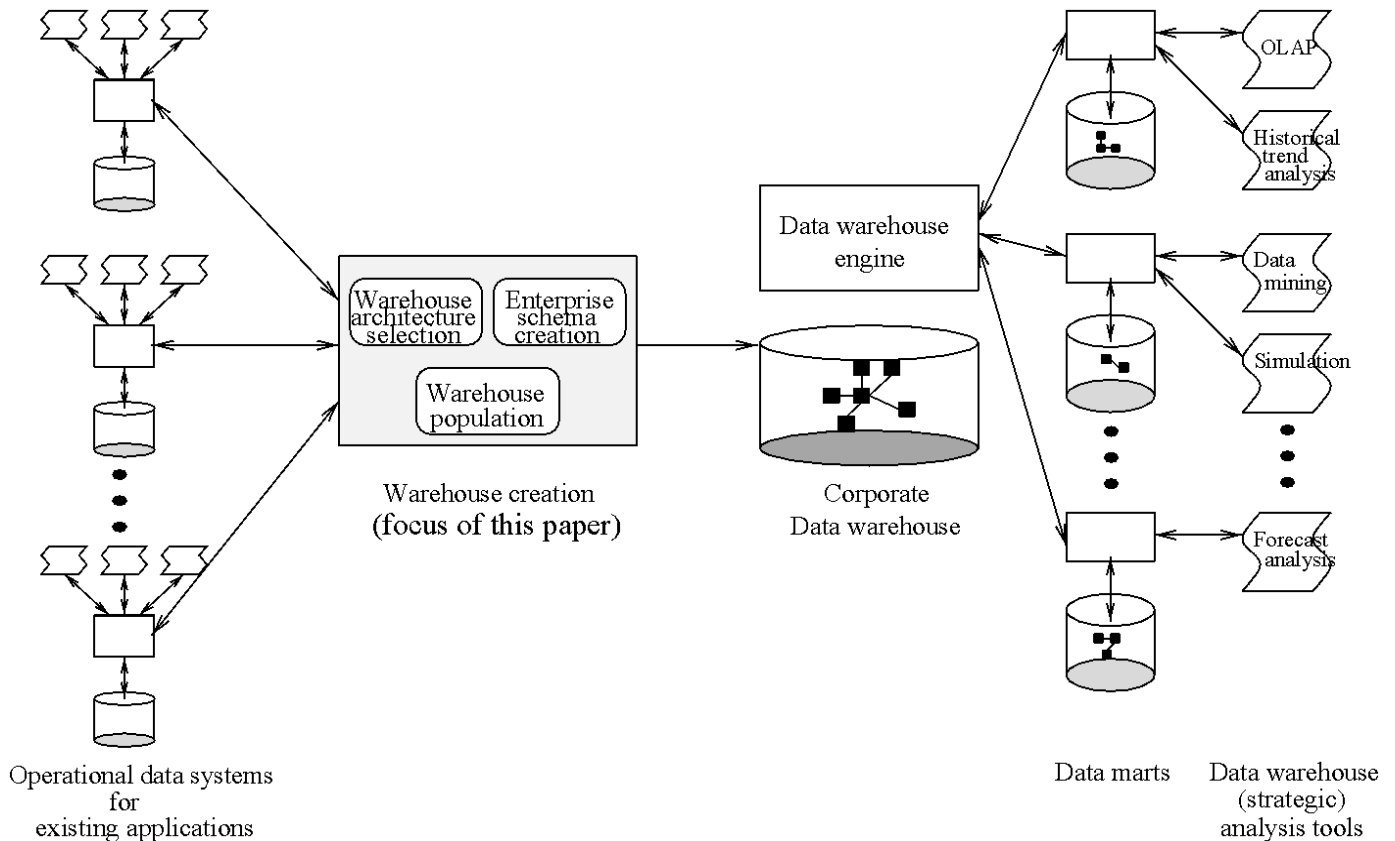 OLAP
Historical
trend
analysis
Data warehouse
engine
Data
mining
Warehouse
architecture
selection
Enterprise
schema
creation
Simulation
Warehouse
population
Warehouse creation
(focus of this paper)
Corporate
Data warehouse
Forecast
analysis
Operational data systems
for
existing applications
Data marts
Data warehouse
(strategic)
analysis tools